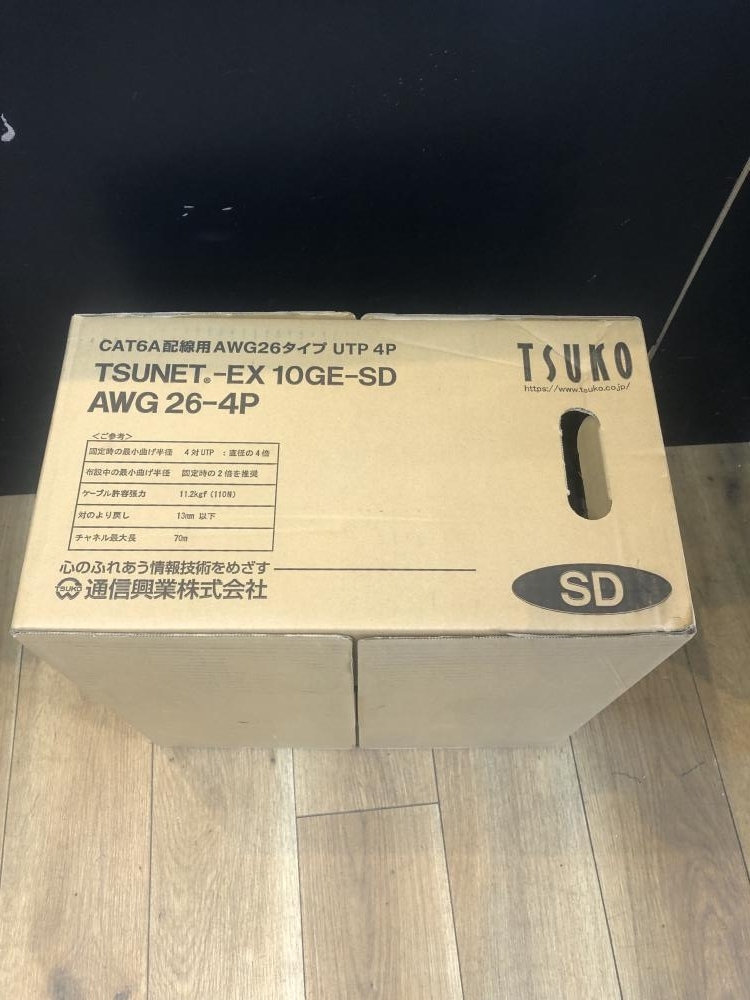 CAT6A配線用AWG26タイプ UTP 4P
TSUNET®-EX 10GE-SD
AWG 26-4P
TSUKO
https://www.tsuko.co.jp/
<ご参考>
固定時の最小曲げ半径 4対UTP :直径の4倍
布設中の最小曲げ半径 固定時の2倍を推奨
ケーブル許容張力 11.2kgf (110N)
対のより戻し 13mm 以下
チャネル最大長 70m
心のふれあう情報技術をめざす
TSUKO 通信興業株式会社
SD